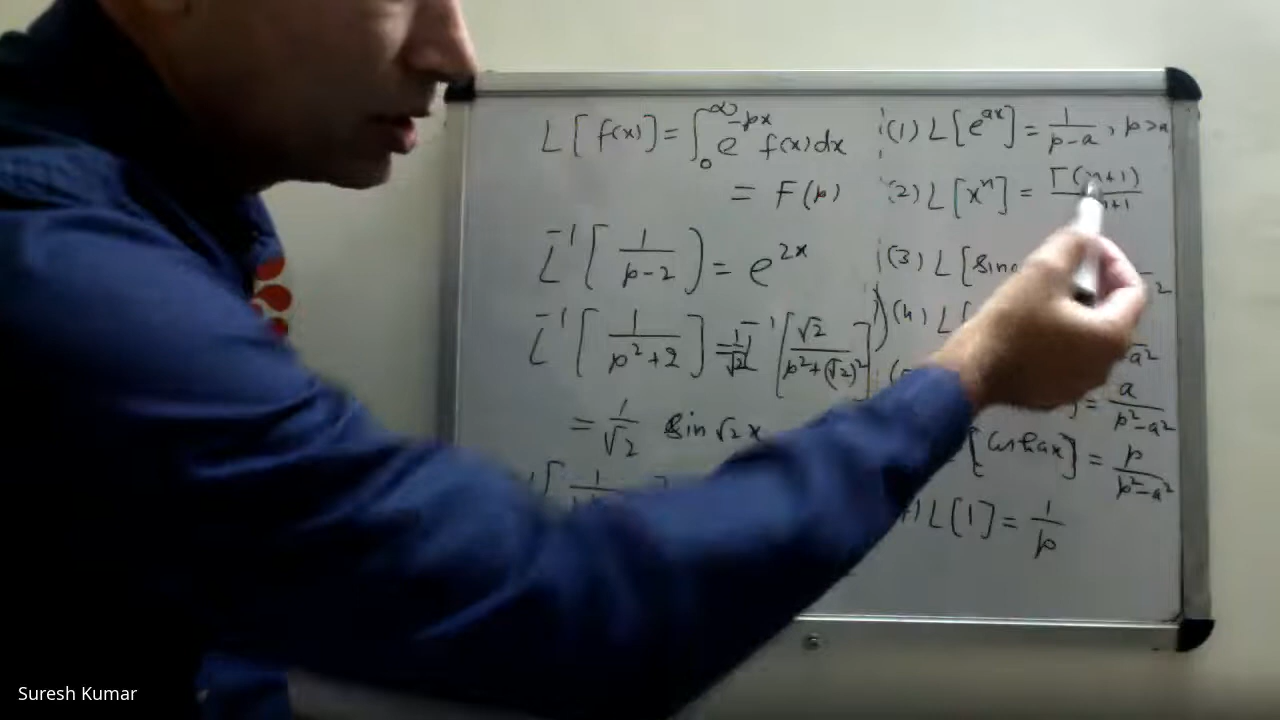 L[f(x)] = ∫₀^∞ e^{-px} f(x) dx
= F(p)
L^{-1}[1/(p-2)] = e^{2x}
L^{-1}[1/(p²+2)] = 1/√2 L^{-1}[√2/(p²+(√2)²)]
= 1/√2 sin √2x
(1) L[e^{ax}] = 1/(p-a), p>a
(2) L[x^n] = Γ(n+1)
(3) L[sin
(4) L[
= a/(p²-a²)
[coshax] = p/(p²-a²)
L[1] = 1/p
Suresh Kumar